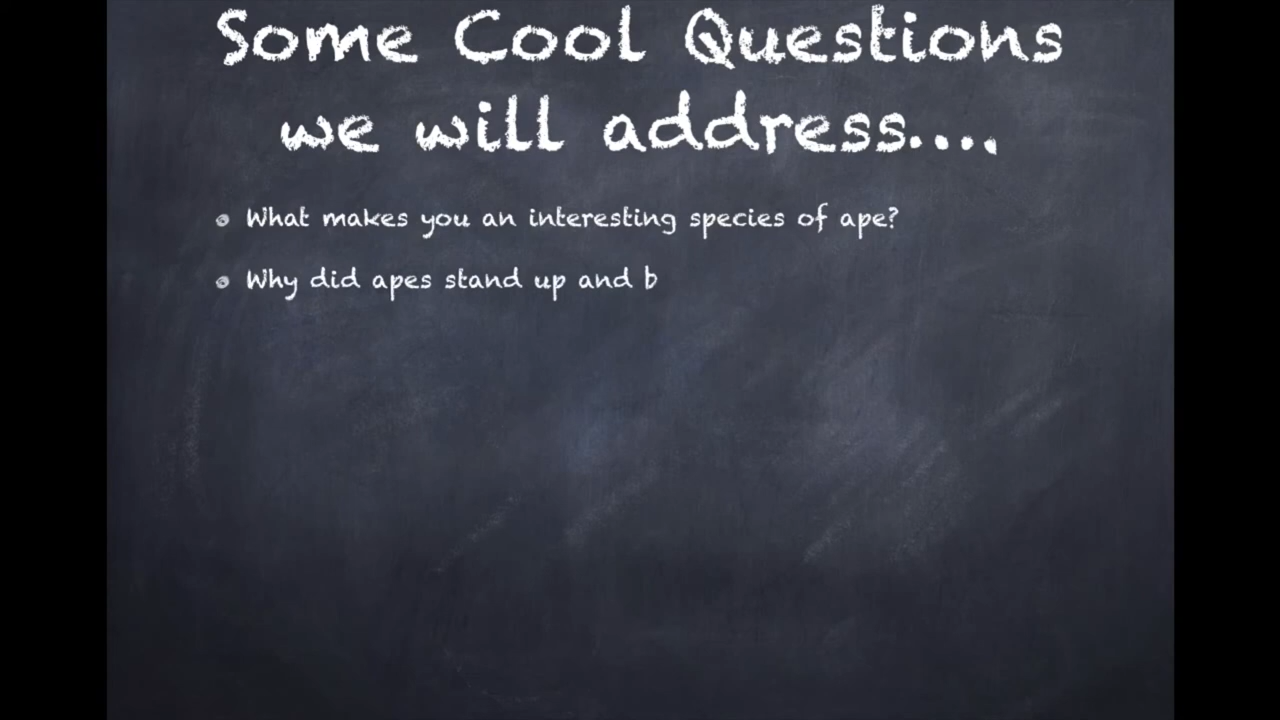 Some Cool Questions
we will address....
What makes you an interesting species of ape?
Why did apes stand up and b